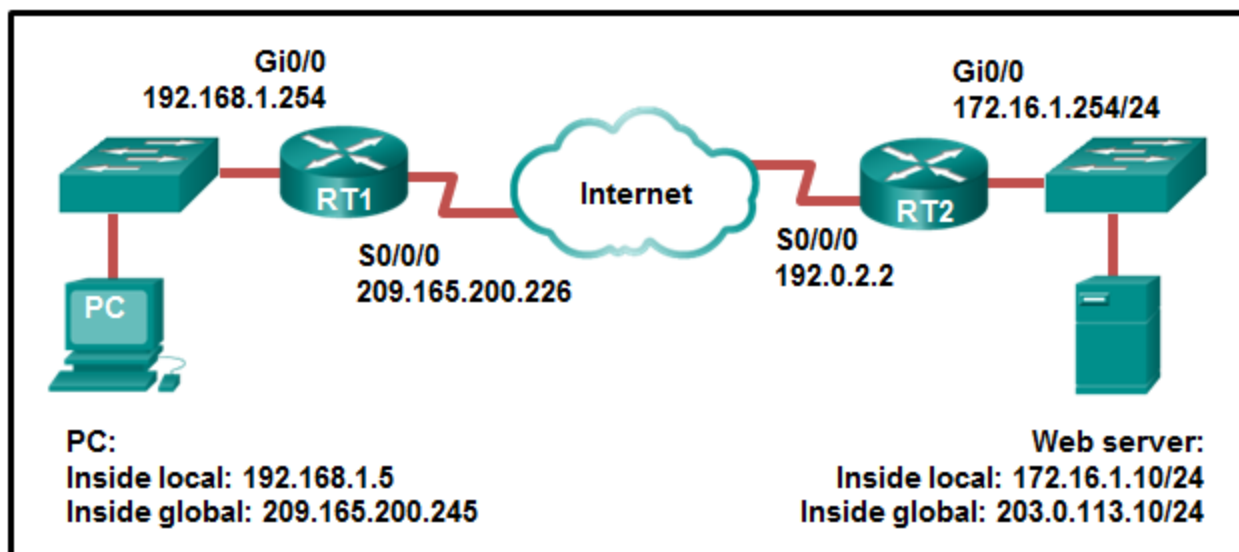 Gi0/0
192.168.1.254
Gi0/0
172.16.1.254/24
RT1
Internet
RT2
S0/0/0
209.165.200.226
S0/0/0
192.0.2.2
PC
PC:
Inside local: 192.168.1.5
Inside global: 209.165.200.245
Web server:
Inside local: 172.16.1.10/24
Inside global: 203.0.113.10/24